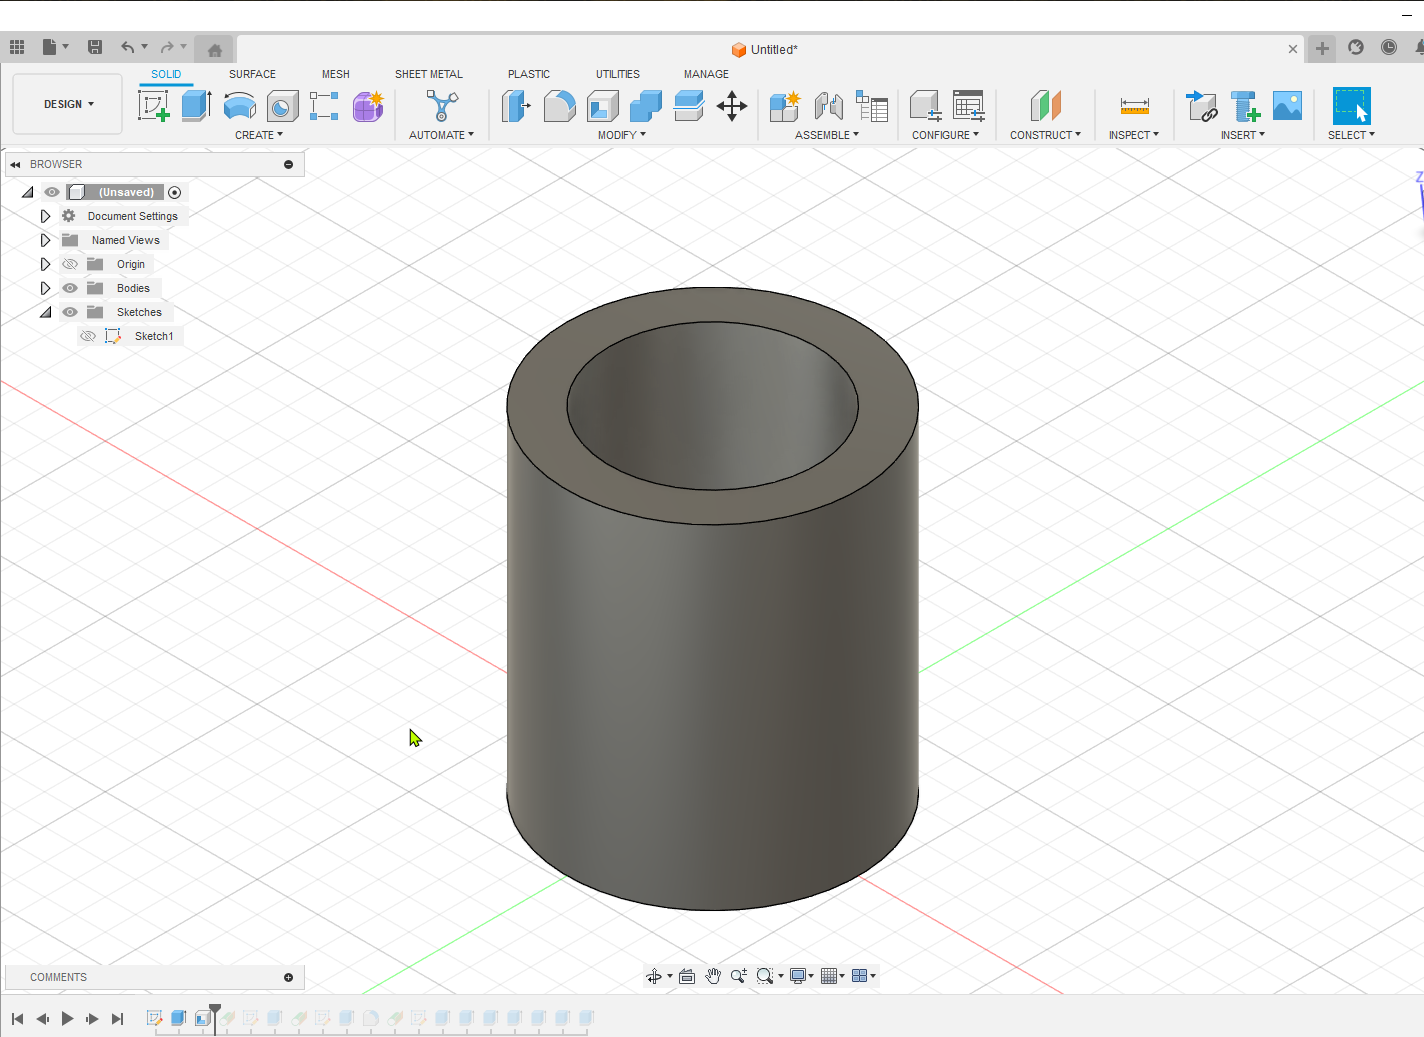 Untitled*
SOLID SURFACE MESH SHEET METAL PLASTIC UTILITIES MANAGE
DESIGN
CREATE AUTOMATE MODIFY ASSEMBLE CONFIGURE CONSTRUCT INSPECT INSERT SELECT
BROWSER
(Unsaved)
Document Settings
Named Views
Origin
Bodies
Sketches
Sketch1
Z
COMMENTS